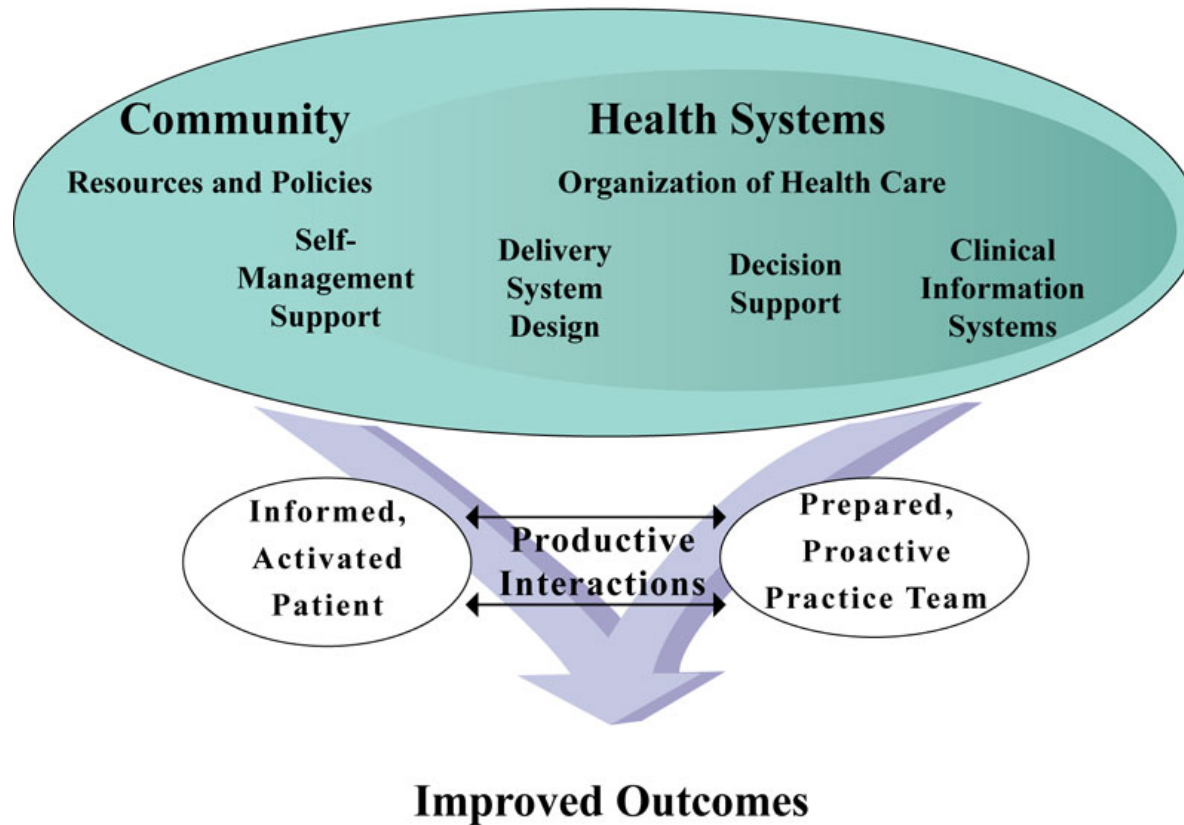 Community
Health Systems
Resources and Policies
Organization of Health Care
Self-
Management
Support
Delivery
System
Design
Decision
Support
Clinical
Information
Systems
Informed,
Activated
Patient
Productive
Interactions
Prepared,
Proactive
Practice Team
Improved Outcomes